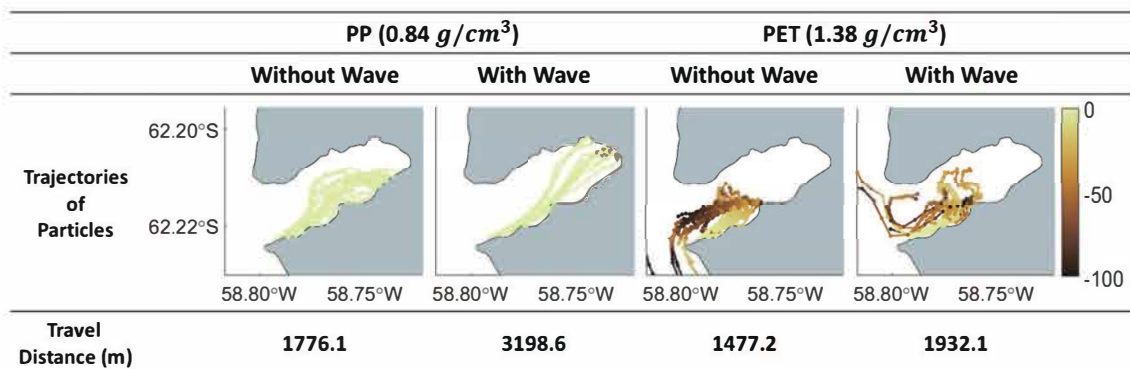 PP (0.84 g/cm³) PET (1.38 g/cm³)
Without Wave With Wave Without Wave With Wave
62.20°S
62.22°S
Trajectories
of
Particles
0
-50
-100
58.80°W 58.75°W 58.80°W 58.75°W 58.80°W 58.75°W 58.80°W 58.75°W
Travel
Distance (m)
1776.1 3198.6 1477.2 1932.1